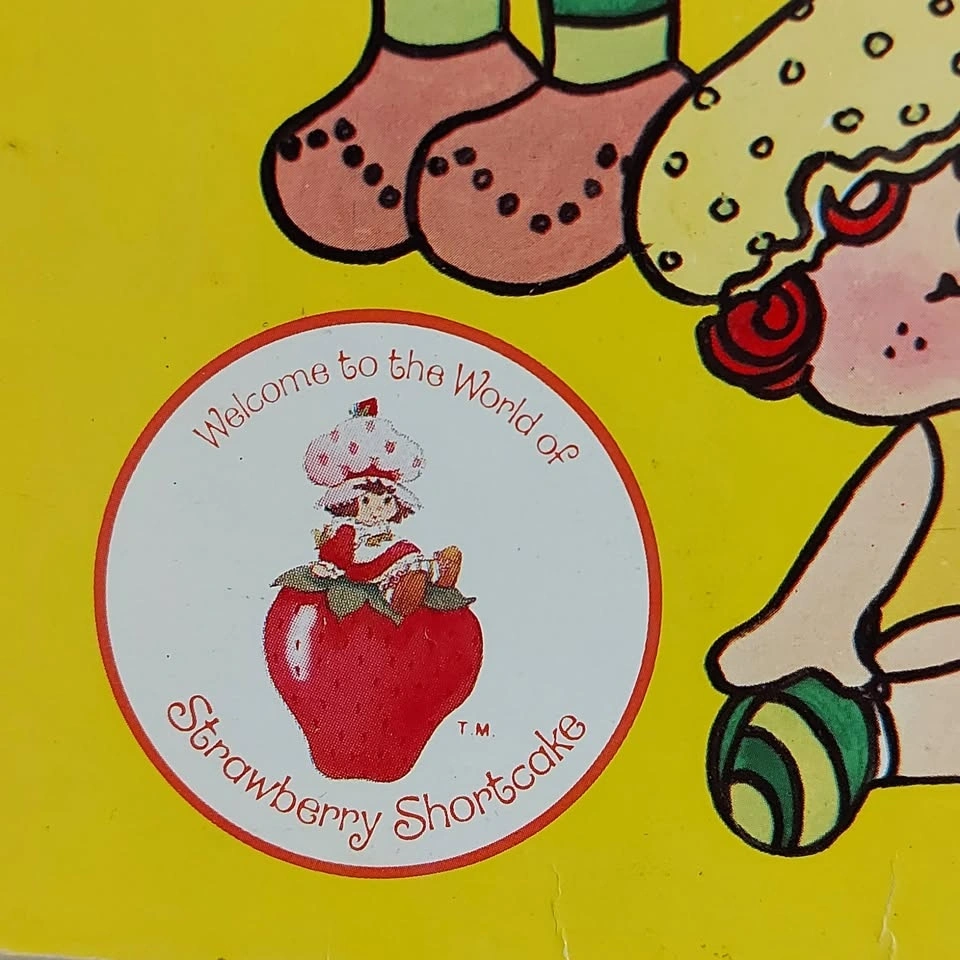 Welcome to the World of
T.M.
Strawberry Shortcake